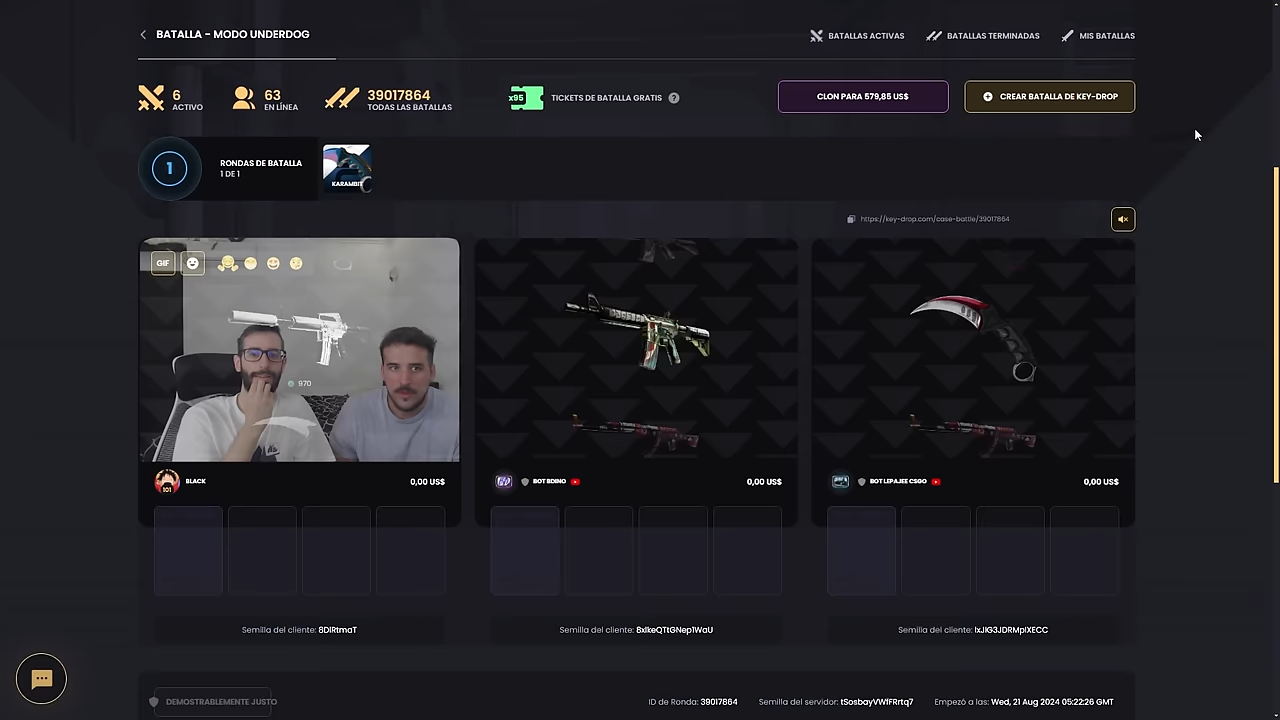 BATALLA - MODO UNDERDOG
BATALLAS ACTIVAS
BATALLAS TERMINADAS
MIS BATALLAS
6
ACTIVO
63
EN LÍNEA
39017864
TODAS LAS BATALLAS
x95
TICKETS DE BATALLA GRATIS
?
CLON PARA 579,85 US$
CREAR BATALLA DE KEY-DROP
1
RONDAS DE BATALLA
1 DE 1
KARAMBIT
https://key-drop.com/case-battle/39017864
GIF
970
101
BLACK
0,00 US$
BOT BDINO
0,00 US$
BOT LEPAJEE CSGO
0,00 US$
Semilla del cliente: 8DlRtmaT
Semilla del cliente: 8xlkeQTtGNep1WaU
Semilla del cliente: IxJIG3JDRMpIXECC
DEMOSTRABLEMENTE JUSTO
ID de Ronda: 39017864
Semilla del servidor: tSosbayVWfFRrtq7
Empezó a las: Wed, 21 Aug 2024 05:22:26 GMT